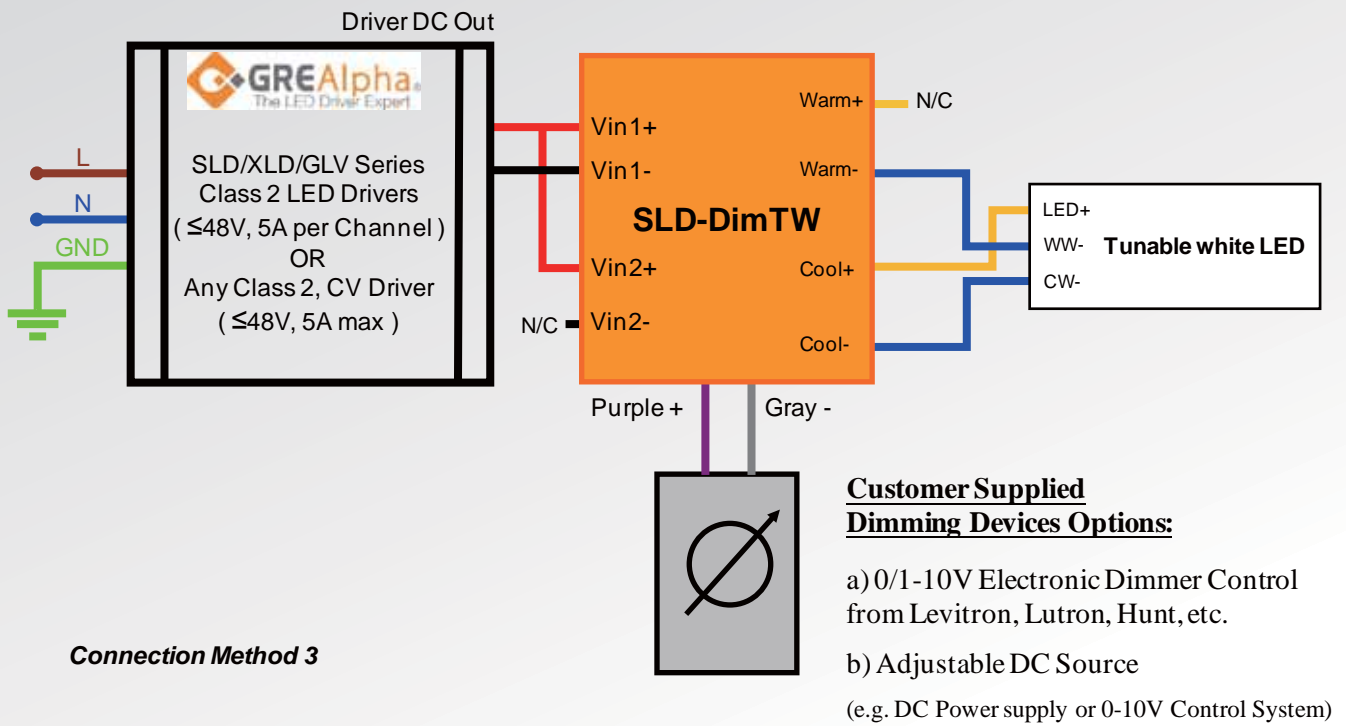 Driver DC Out
GREAlpha®
The LED Driver Expert
L
N
GND
SLD/XLD/GLV Series
Class 2 LED Drivers
( ≤48V, 5A per Channel )
OR
Any Class 2, CV Driver
( ≤48V, 5A max )
Vin1+
Vin1-
Vin2+
N/C
Vin2-
SLD-DimTW
Warm+
N/C
Warm-
Cool+
Cool-
LED+
WW-
CW-
Tunable white LED
Purple +
Gray -
Customer Supplied
Dimming Devices Options:
a) 0/1-10V Electronic Dimmer Control
from Levitron, Lutron, Hunt, etc.
b) Adjustable DC Source
(e.g. DC Power supply or 0-10V Control System)
Connection Method 3